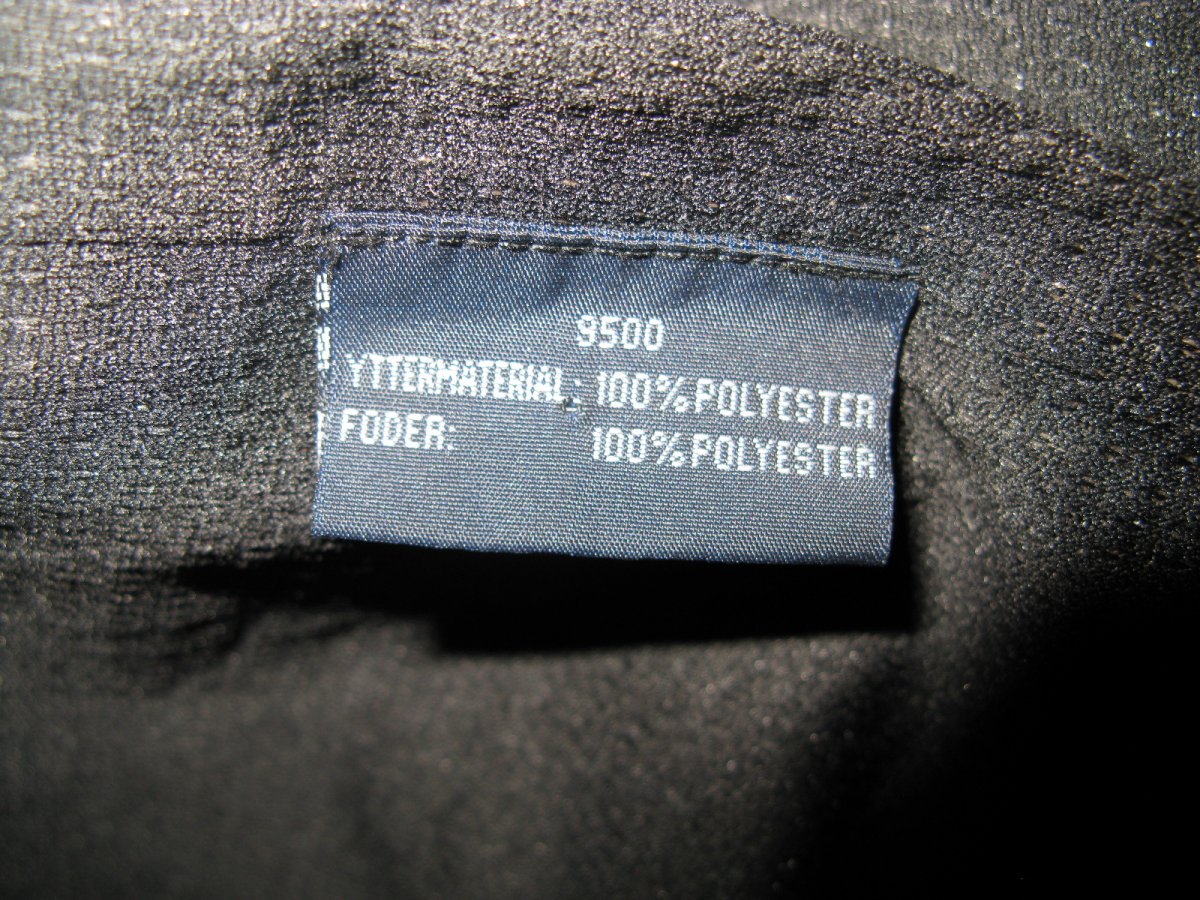 9500
YTTERMATERIAL: 100% POLYESTER
FODER: 100% POLYESTER